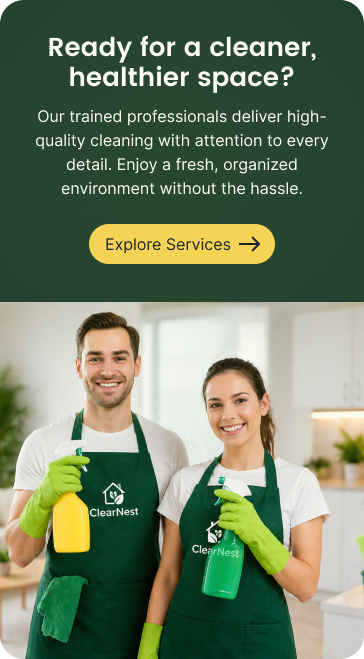 Ready for a cleaner,
healthier space?
Our trained professionals deliver high-
quality cleaning with attention to every
detail. Enjoy a fresh, organized
environment without the hassle.
Explore Services
ClearNest
ClearNest